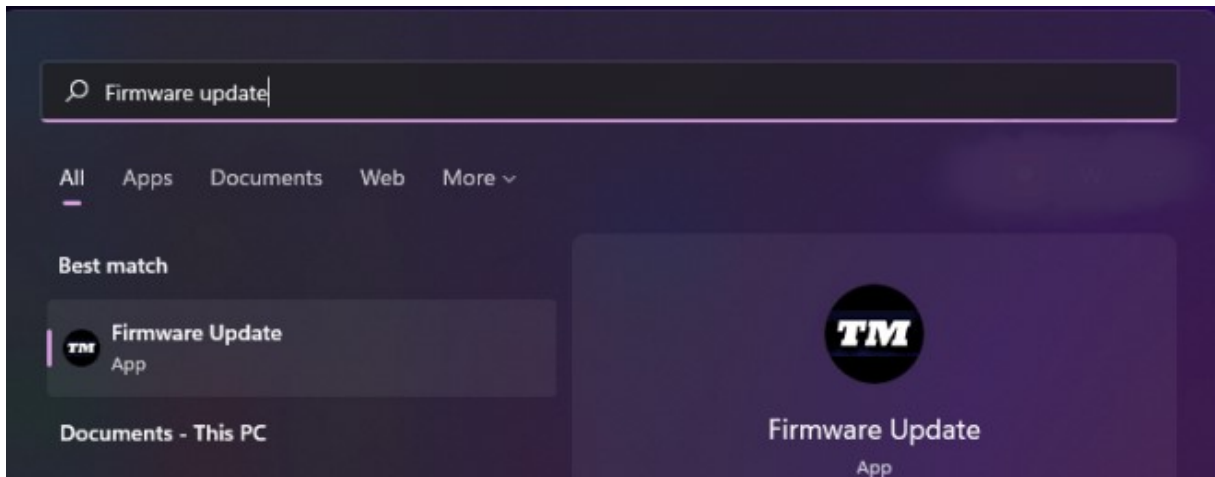 Firmware update
All Apps Documents Web More
Best match
TM Firmware Update
App
Documents - This PC
TM
Firmware Update
App